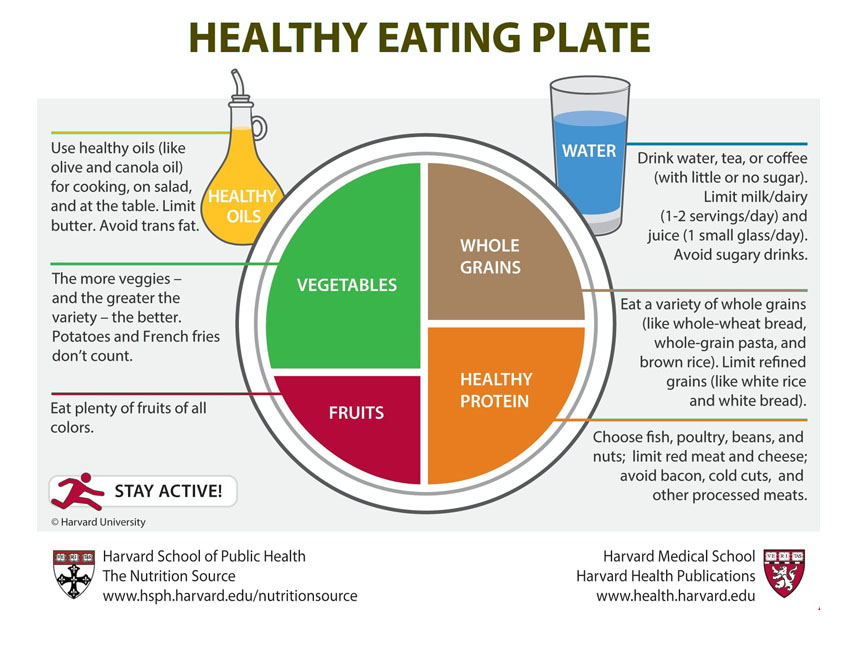 HEALTHY EATING PLATE
Use healthy oils (like
olive and canola oil)
for cooking, on salad,
and at the table. Limit
butter. Avoid trans fat.
HEALTHY
OILS
WATER
Drink water, tea, or coffee
(with little or no sugar).
Limit milk/dairy
(1-2 servings/day) and
juice (1 small glass/day).
Avoid sugary drinks.
The more veggies –
and the greater the
variety – the better.
Potatoes and French fries
don’t count.
VEGETABLES
WHOLE
GRAINS
Eat a variety of whole grains
(like whole-wheat bread,
whole-grain pasta, and
brown rice). Limit refined
grains (like white rice
and white bread).
Eat plenty of fruits of all
colors.
FRUITS
HEALTHY
PROTEIN
Choose fish, poultry, beans, and
nuts; limit red meat and cheese;
avoid bacon, cold cuts, and
other processed meats.
STAY ACTIVE!
© Harvard University
VE RI TAS
Harvard School of Public Health
The Nutrition Source
www.hsph.harvard.edu/nutritionsource
Harvard Medical School
Harvard Health Publications
www.health.harvard.edu
VE RI TAS